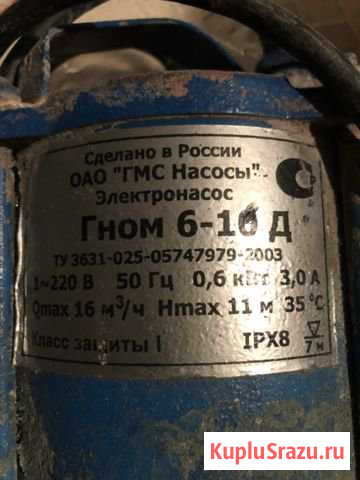 Сделано в России
ОАО "ГМС Насосы"
Электронасос
Гном 6-10 Д
ТУ 3631-025-05747979-2003
1~220 В 50 Гц 0,6 кВт 3,0 А
Qmax 16 м³/ч Hmax 11 м 35 °С
Класс защиты I IPX8 7 м
KupluSrazu.ru